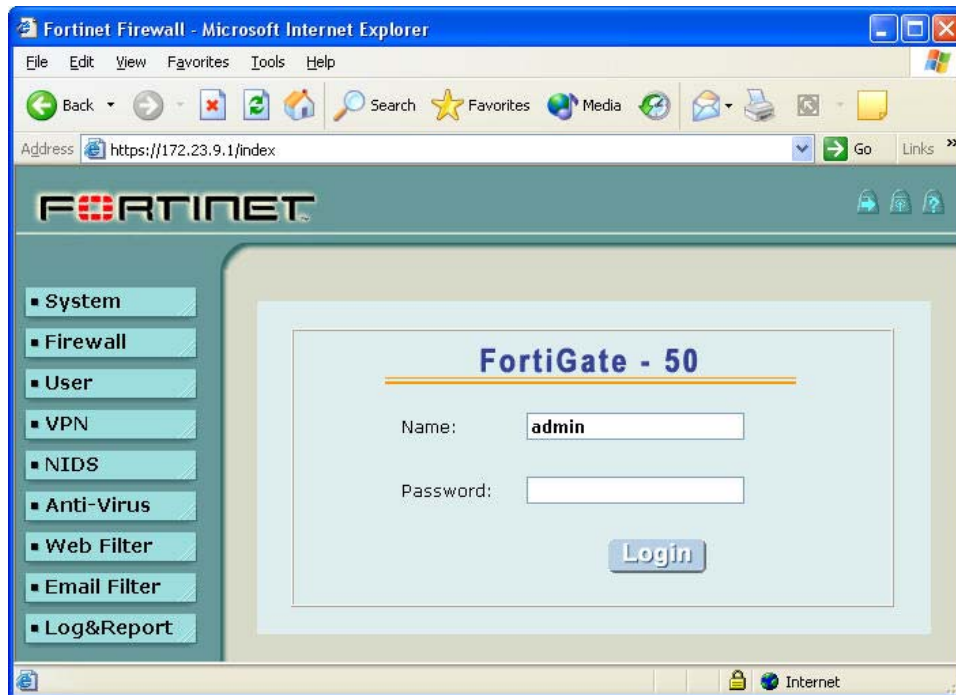 Fortinet Firewall - Microsoft Internet Explorer
File Edit View Favorites Tools Help
Back Search Favorites Media
Address https://172.23.9.1/index Go Links »
FORTINET
System
Firewall
User
VPN
NIDS
Anti-Virus
Web Filter
Email Filter
Log&Report
FortiGate - 50
Name: admin
Password:
Login
Internet